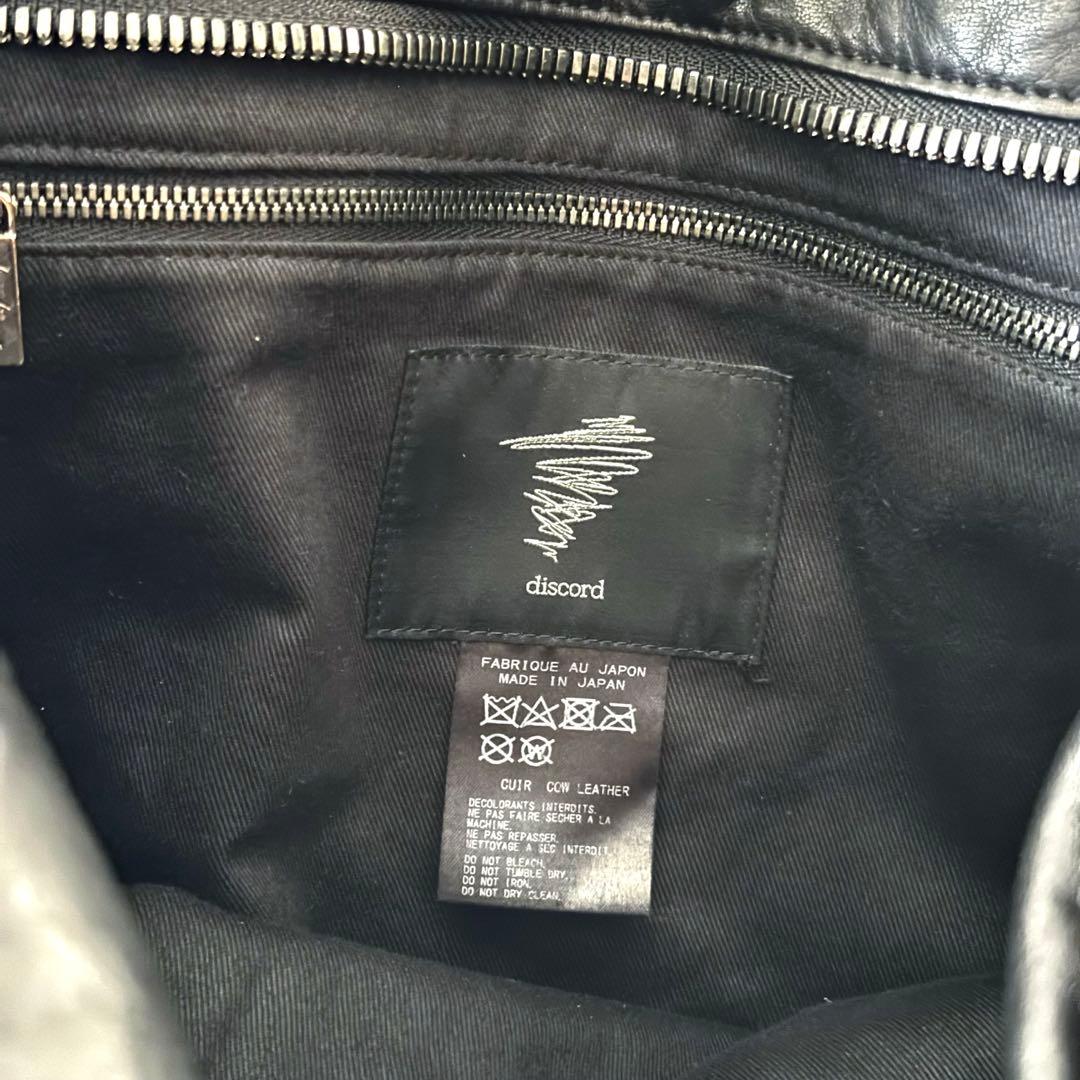 discord
FABRIQUE AU JAPON
MADE IN JAPAN
W
CUIR COW LEATHER
DECOLORANTS INTERDITS.
NE PAS FAIRE SECHER A LA
MACHINE.
NE PAS REPASSER.
NETTOYAGE A SEC INTERDIT.
DO NOT BLEACH.
DO NOT TUMBLE DRY.
DO NOT IRON.
DO NOT DRY CLEAN.